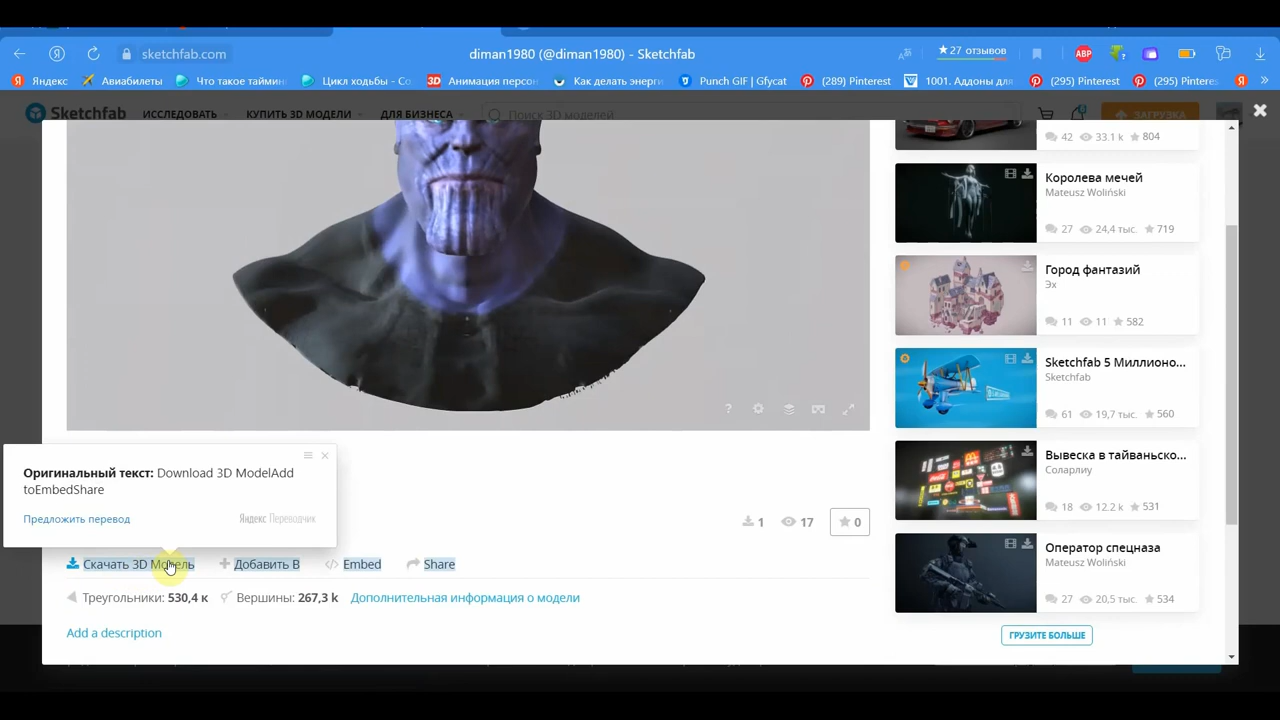 sketchfab.com
diman1980 (@diman1980) - Sketchfab
★27 отзывов
ABP
Яндекс
Авиабилеты
Что такое таймин
Цикл ходьбы - Co
3D Анимация персон
Как делать энерги
Punch GIF | Gfycat
(289) Pinterest
1001. Аддоны для
(295) Pinterest
(295) Pinteres
Sketchfab
ИССЛЕДОВАТЬ
КУПИТЬ 3D МОДЕЛИ
ДЛЯ БИЗНЕСА
Поиск 3D моделей
ЗАГРУЗКА
42 33.1 k 804
Королева мечей
Mateusz Woliński
27 24,4 тыс. 719
Город фантазий
Эх
11 11 582
Sketchfab 5 Миллионо...
Sketchfab
61 19,7 тыс. 560
Вывеска в тайваньско...
Соларлиу
18 12.2 k 531
Оператор спецназа
Mateusz Woliński
27 20,5 тыс. 534
ГРУЗИТЕ БОЛЬШЕ
Оригинальный текст: Download 3D ModelAdd
toEmbedShare
Предложить перевод
Яндекс Переводчик
1 17 0
Скачать 3D Модель
Добавить В
Embed
Share
Треугольники: 530,4 к
Вершины: 267,3 k
Дополнительная информация о модели
Add a description